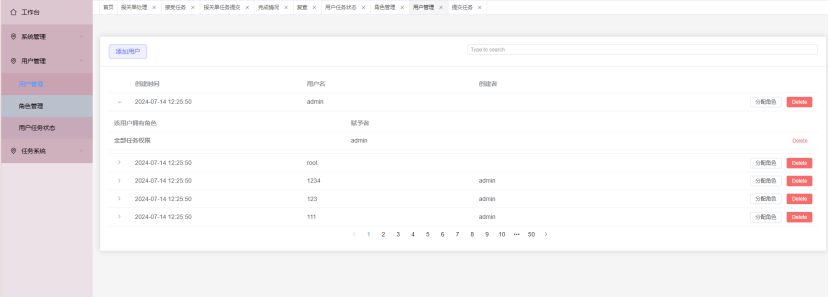 工作台
系统管理
用户管理
用户管理
角色管理
用户任务状态
任务系统
首页 报关单处理 × 接受任务 × 报关单任务提交 × 完成情况 × 复查 × 用户任务状态 × 角色管理 × 用户管理 × 提交任务 ×
添加用户 Type to search
创建时间 用户名 创建者
2024-07-14 12:25:50 admin 分配角色 Delete
该用户拥有角色 赋予者
全部任务权限 admin Delete
2024-07-14 12:25:50 root 分配角色 Delete
2024-07-14 12:25:50 1234 admin 分配角色 Delete
2024-07-14 12:25:50 123 admin 分配角色 Delete
2024-07-14 12:25:50 111 admin 分配角色 Delete
‹ 1 2 3 4 5 6 7 8 9 10 ··· 50 ›